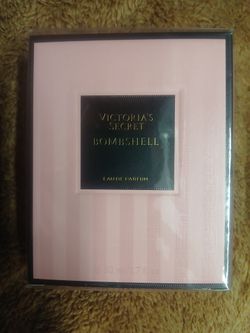 VICTORIA'S
SECRET
BOMBSHELL
EAU DE PARFUM